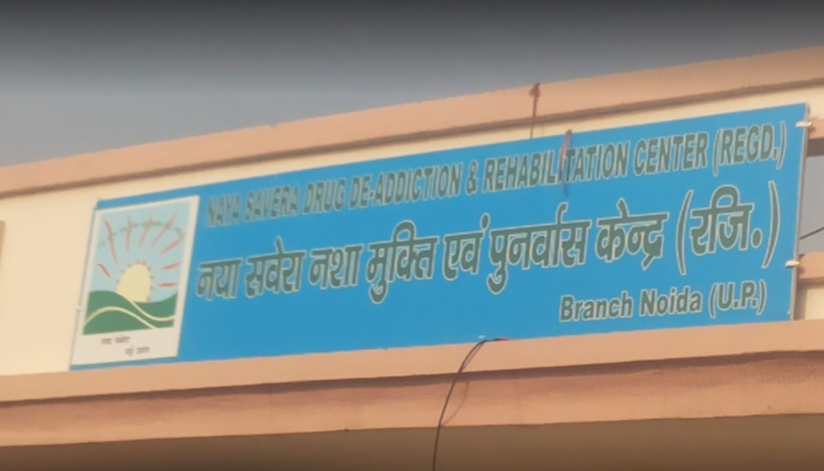 NAYA SAVERA DRUG DE-ADDICTION & REHABILITATION CENTER (REGD.)
नया सवेरा नशा मुक्ति एवं पुनर्वास केन्द्र (रजि.)
Branch Noida (U.P.)